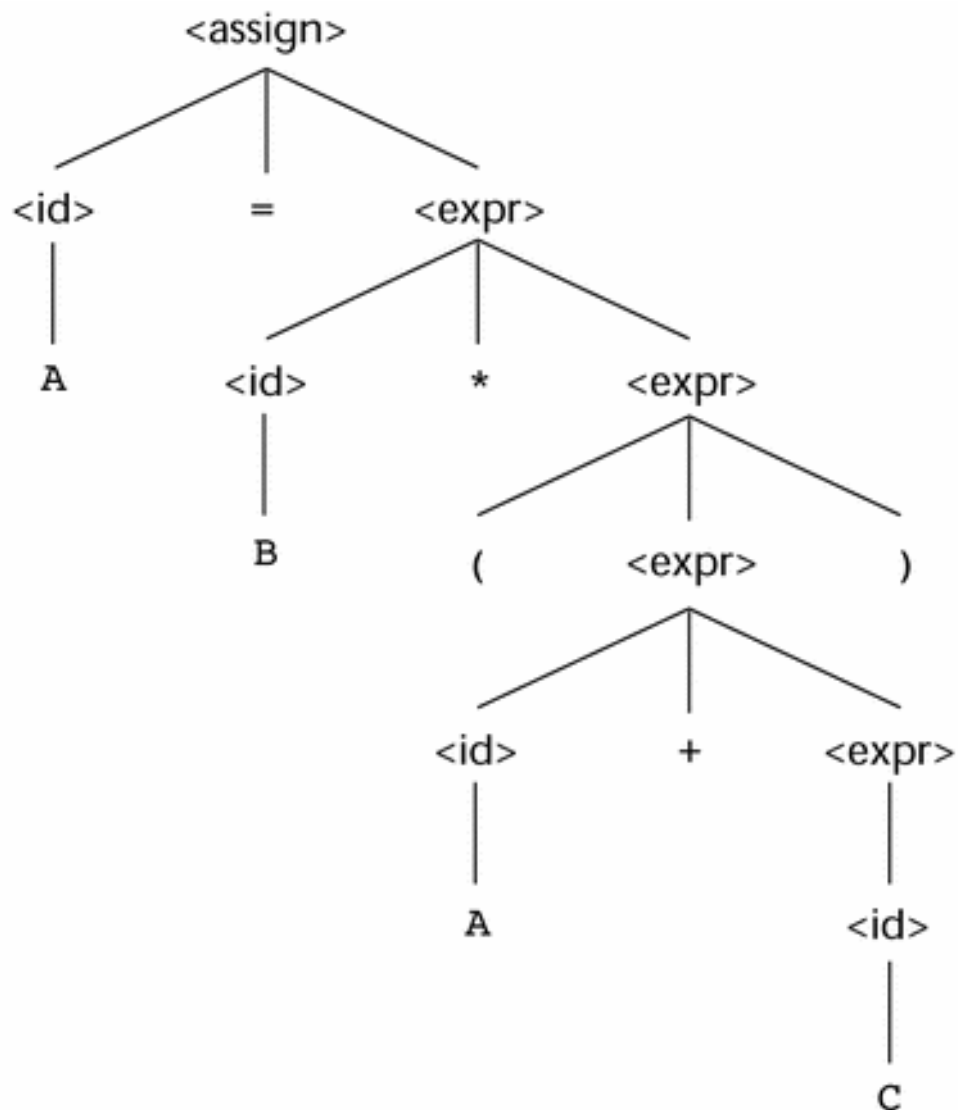 <assign>
<id> = <expr>
A <id> * <expr>
B ( <expr> )
<id> + <expr>
A <id>
C